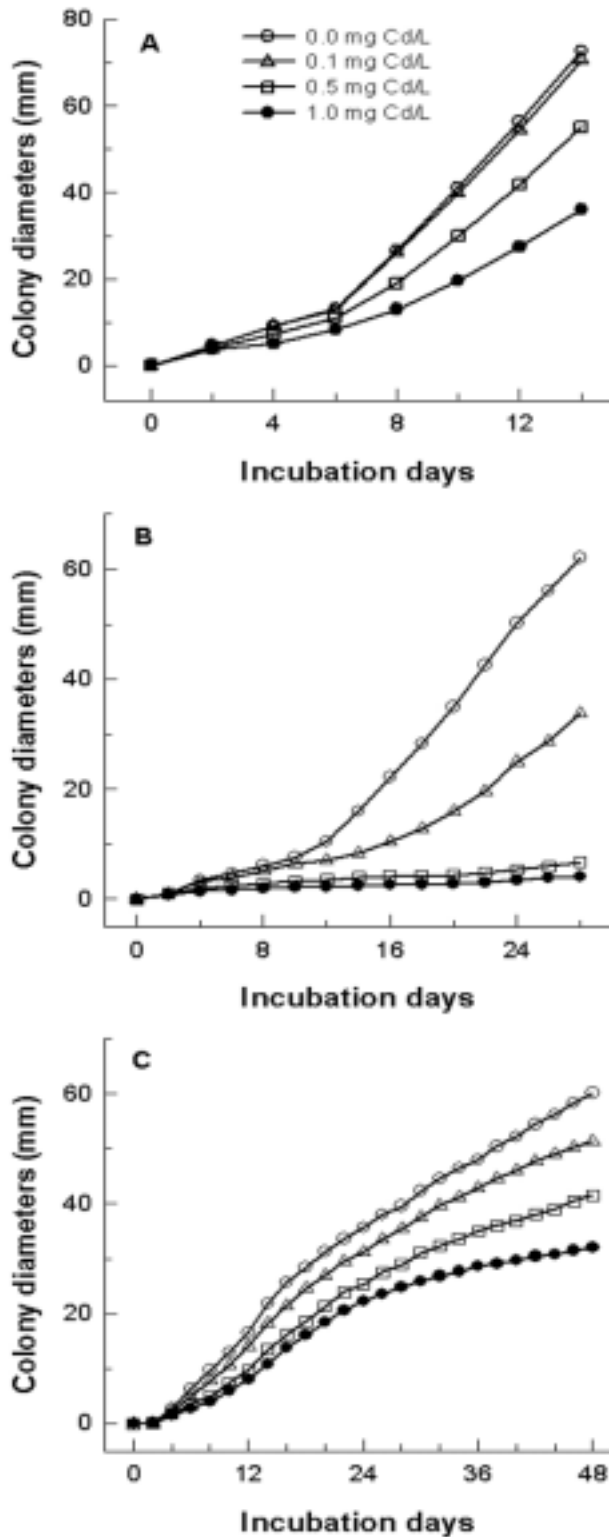 80
A
0.0 mg Cd/L
0.1 mg Cd/L
0.5 mg Cd/L
1.0 mg Cd/L
60
40
20
0
Colony diameters (mm)
0 4 8 12
Incubation days
B
60
40
20
0
Colony diameters (mm)
0 8 16 24
Incubation days
C
60
40
20
0
Colony diameters (mm)
0 12 24 36 48
Incubation days